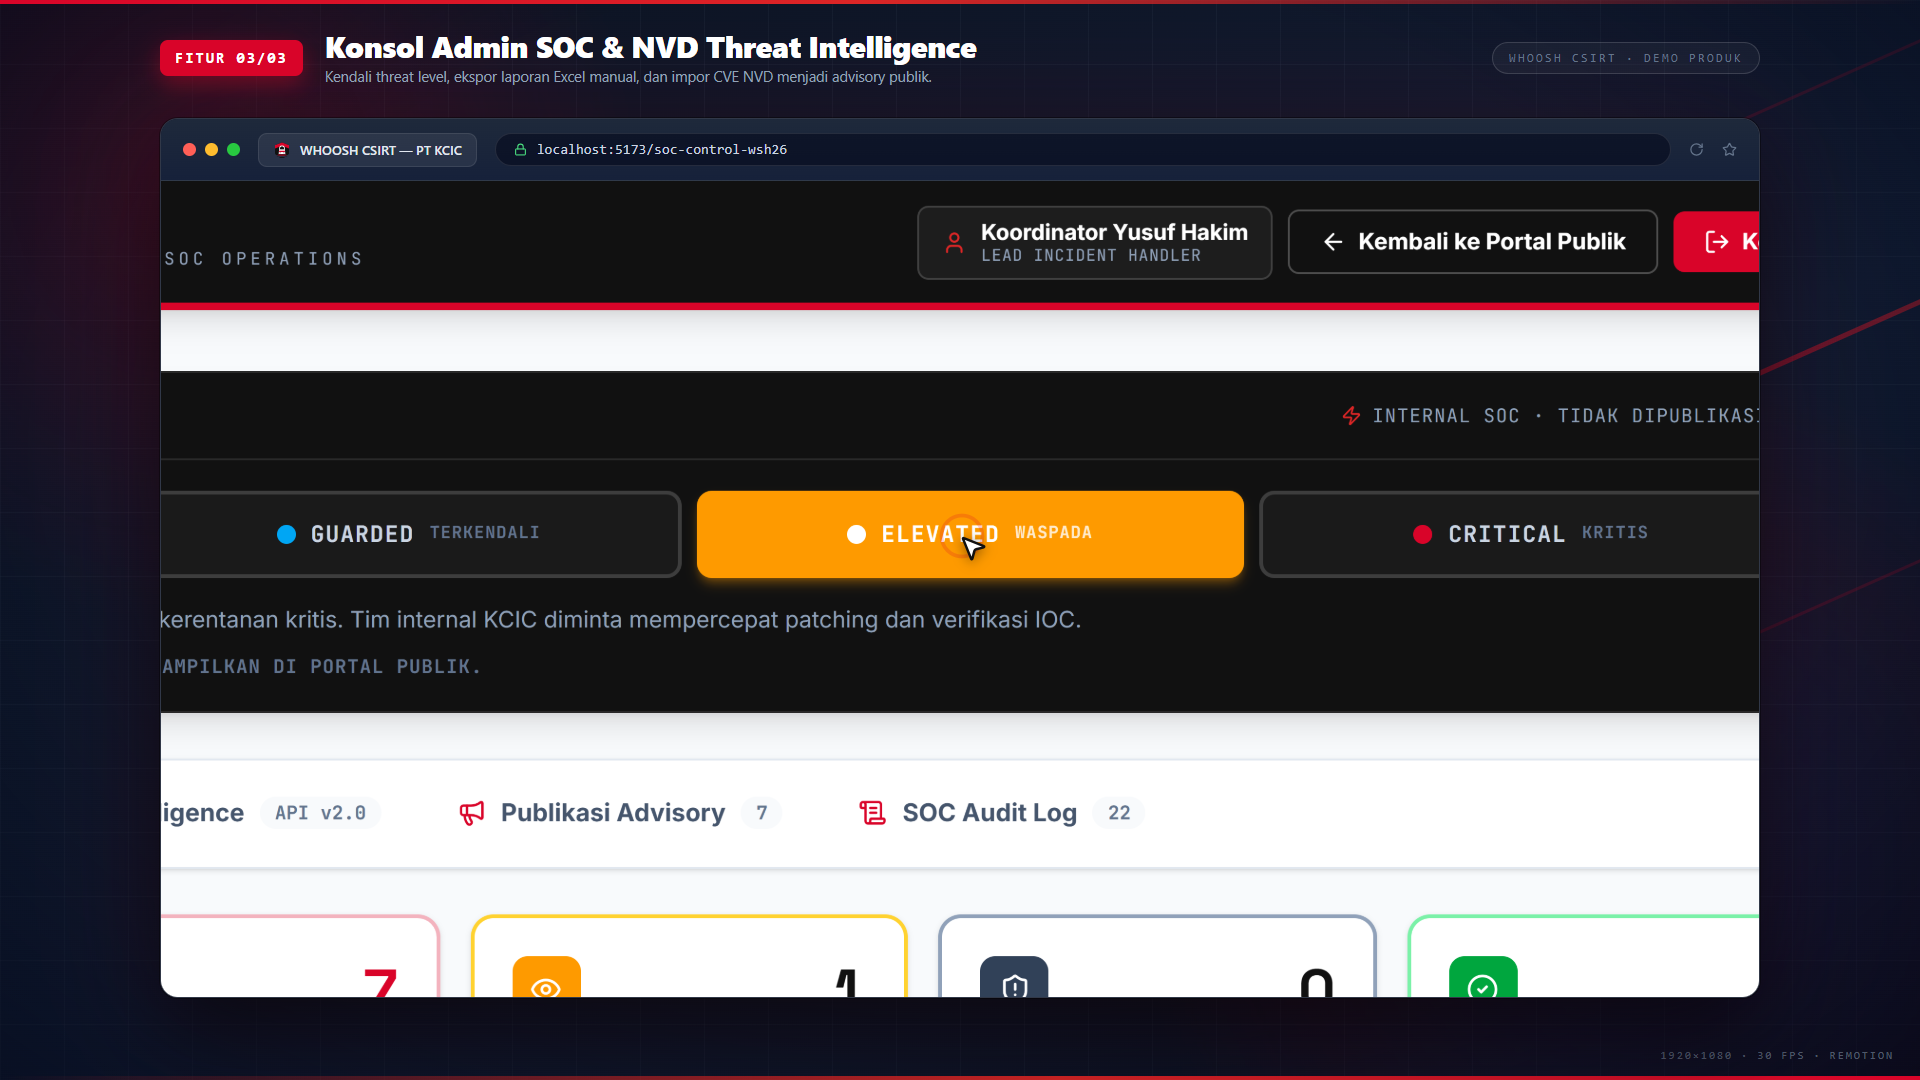 FITUR 03/03
Konsol Admin SOC & NVD Threat Intelligence
Kendali threat level, ekspor laporan Excel manual, dan impor CVE NVD menjadi advisory publik.
WHOOSH CSIRT · DEMO PRODUK
WHOOSH CSIRT — PT KCIC
localhost:5173/soc-control-wsh26
SOC OPERATIONS
Koordinator Yusuf Hakim
LEAD INCIDENT HANDLER
Kembali ke Portal Publik
INTERNAL SOC · TIDAK DIPUBLIKASI
GUARDED TERKENDALI
ELEVATED WASPADA
CRITICAL KRITIS
kerentanan kritis. Tim internal KCIC diminta mempercepat patching dan verifikasi IOC.
AMPILKAN DI PORTAL PUBLIK.
igence API v2.0
Publikasi Advisory 7
SOC Audit Log 22
7
1
0
1920×1080 · 30 FPS · REMOTION